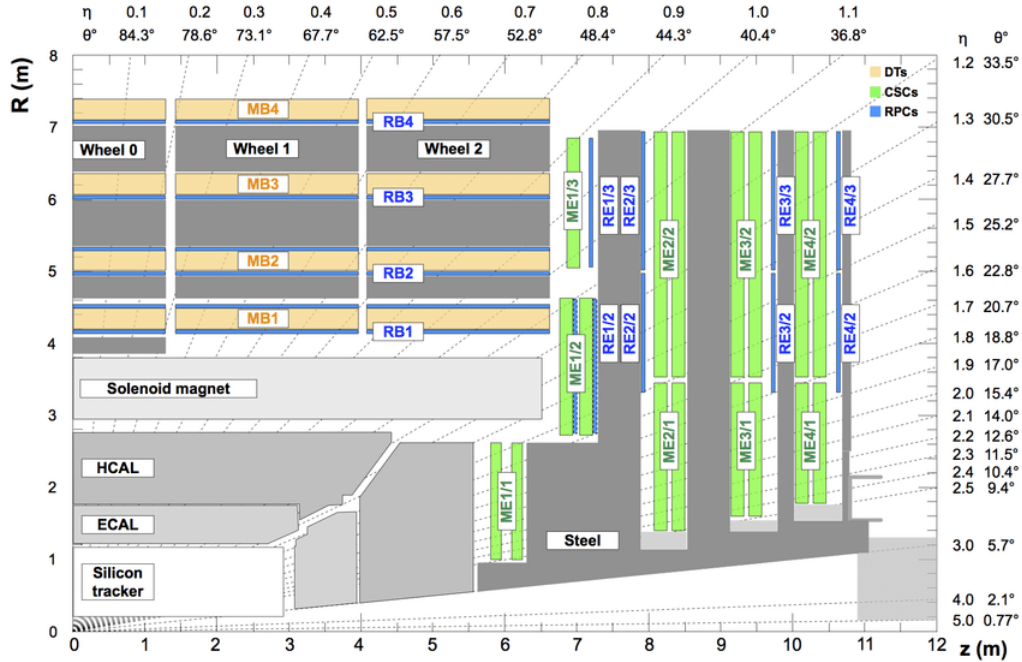 η 0.1 0.2 0.3 0.4 0.5 0.6 0.7 0.8 0.9 1.0 1.1
θ° 84.3° 78.6° 73.1° 67.7° 62.5° 57.5° 52.8° 48.4° 44.3° 40.4° 36.8° η θ°
R (m)
8
7
6
5
4
3
2
1
0
DTs
CSCs
RPCs
1.2 33.5°
1.3 30.5°
1.4 27.7°
1.5 25.2°
1.6 22.8°
1.7 20.7°
1.8 18.8°
1.9 17.0°
2.0 15.4°
2.1 14.0°
2.2 12.6°
2.3 11.5°
2.4 10.4°
2.5 9.4°
3.0 5.7°
4.0 2.1°
5.0 0.77°
MB4
RB4
Wheel 0 Wheel 1 Wheel 2
MB3
RB3
MB2
RB2
MB1
RB1
Solenoid magnet
HCAL
ECAL
Silicon
tracker
Steel
ME1/3
RE1/3
RE2/3
ME2/2
ME3/2
RE3/3
ME4/2
RE4/3
ME1/2
RE1/2
RE2/2
RE3/2
RE4/2
ME1/1
ME2/1
ME3/1
ME4/1
0 1 2 3 4 5 6 7 8 9 10 11 12
z (m)